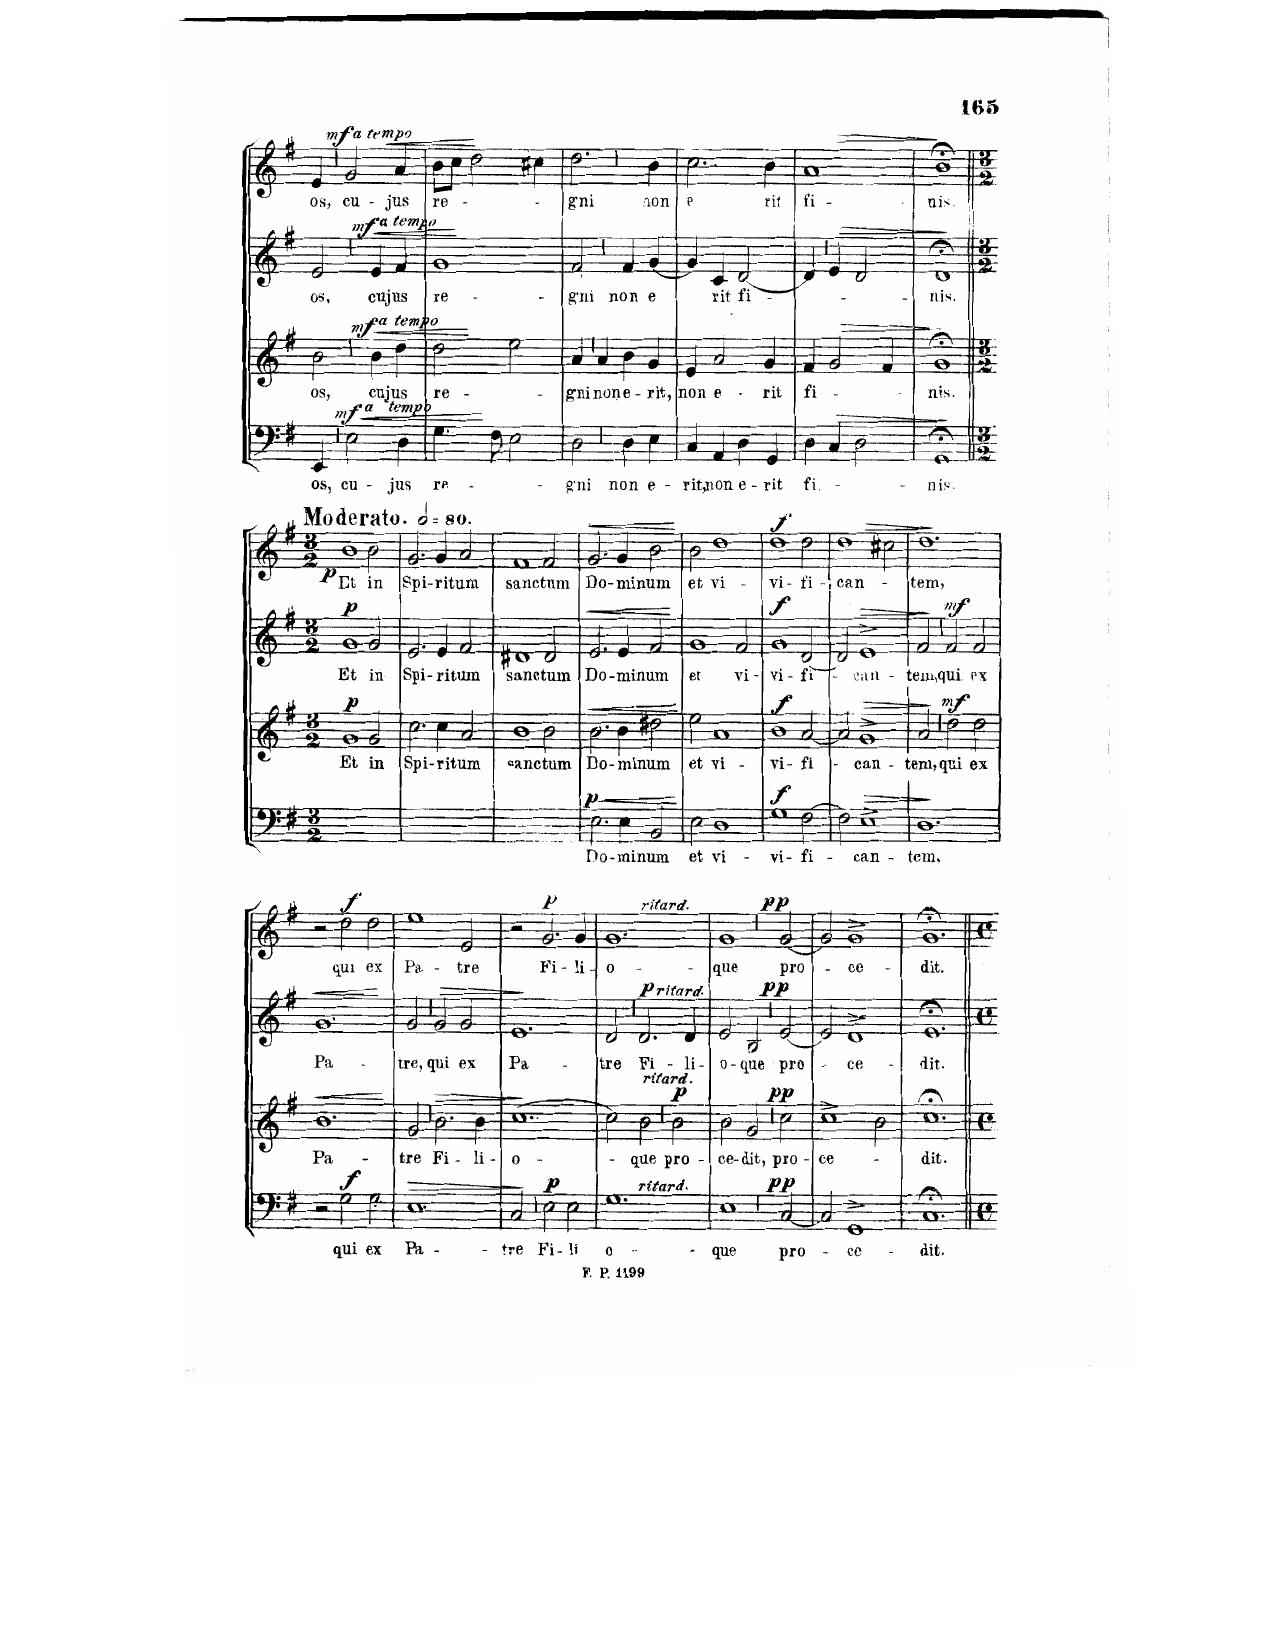 165
mf a tempo
os, cu - jus re - - - gni non e rit fi - - nis.
mf a tempo
os, cujus re - - gni non e rit fi - - - nis.
mf a tempo
os, cujus re - - gni non e - rit, non e - rit fi - - nis.
mf a tempo
os, cu - jus re - - gni non e - rit, non e - rit fi. - - nis.
Moderato. = 80.
f
p Et in Spi-ritum sanctum Do-minum et vi - vi- fi - can - tem,
p f mf
Et in Spi-ritum sanctum Do-minum et vi- vi- fi - can - tem, qui ex
p f mf
Et in Spi-ritum sanctum Do-minum et vi - vi- fi - can - tem, qui ex
p f
Do-minum et vi - vi- fi - can - tem.
f p ritard. pp
qui ex Pa - tre Fi - li- o - - que pro - ce - dit.
p ritard. pp
Pa - tre, qui ex Pa - tre Fi - li- o-que pro - ce - dit.
ritard.
p pp
Pa - tre Fi - li- o - - que pro - ce-dit, pro - ce - dit.
f p ritard. pp
qui ex Pa - - tre Fi - li o - - que pro - ce - dit.
F. P. 1199